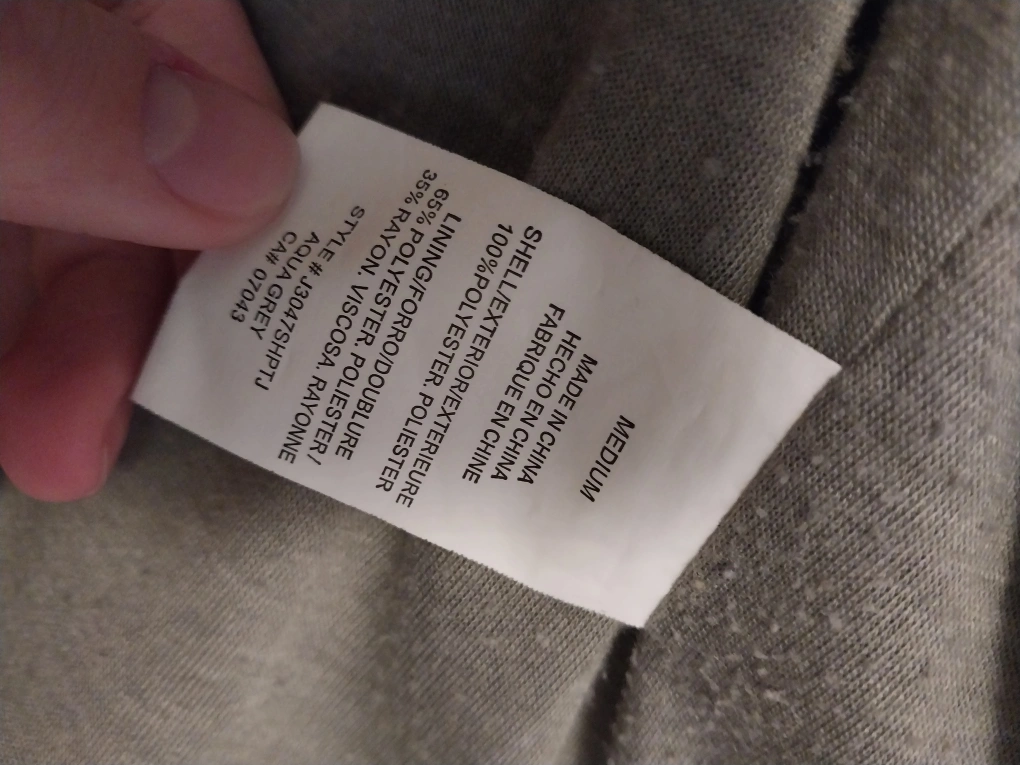 MEDIUM
MADE IN CHINA
HECHO EN CHINA
FABRIQUE EN CHINE
SHELL/EXTERIOR/EXTERIEURE
100%POLYESTER. POLIESTER
LINING/FORRO/DOUBLURE
65% POLYESTER. POLIESTER/
35% RAYON. VISCOSA. RAYONNE
STYLE # J3047SHPTJ
AQUA GREY
CA# 07043